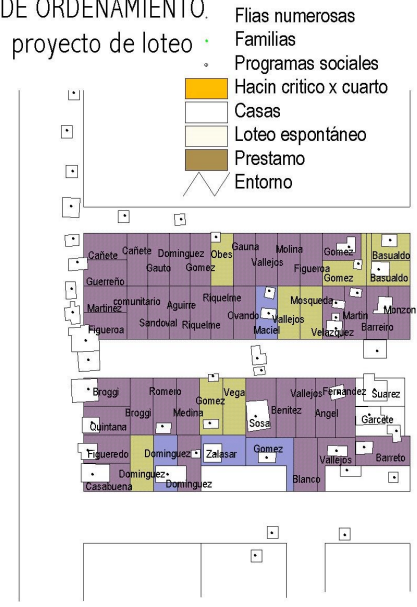 DE ORDENAMIENTO.
proyecto de loteo
Flias numerosas
Familias
Programas sociales
Hacin critico x cuarto
Casas
Loteo espontáneo
Prestamo
Entorno
Cañete Cañete Dominguez Obes Gauna Molina Gomez Basualdo
Gauto Gomez Vallejos Figueroa Gomez Basualdo
Guerreño
Martinez comunitario Aguirre Riquelme Ovando Vallejos Mosqueda Martin Monzon
Figueroa Sandoval Riquelme Maciel Velazquez Barreiro
Broggi Romero Gomez Vega Vallejos Fernandez Suarez
Broggi Medina Benitez Angel Garcete
Quintana Sosa
Figueredo Dominguez Zalasar Gomez Vallejos Barreto
Casabuena Dominguez Dominguez Blanco